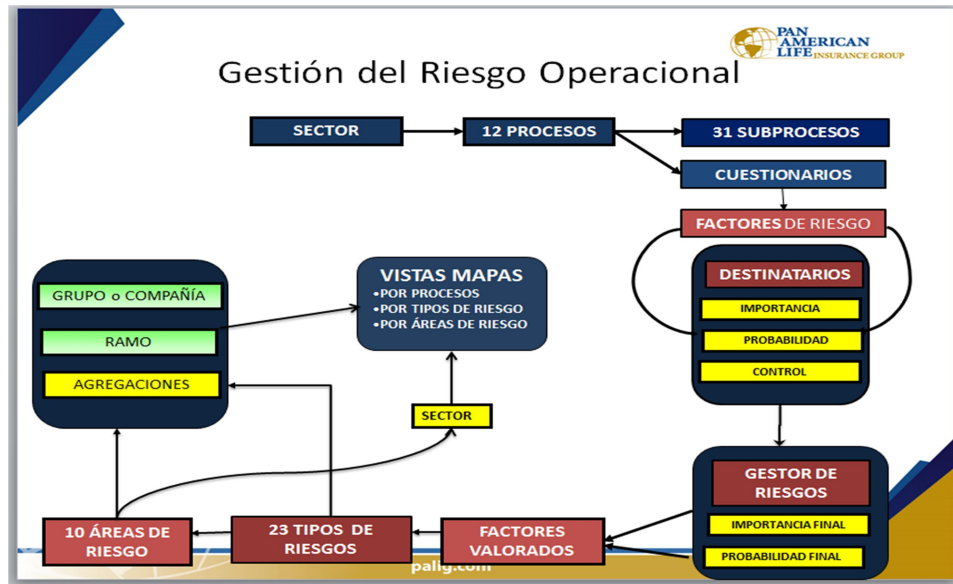 PAN
AMERICAN
LIFE INSURANCE GROUP
Gestión del Riesgo Operacional
SECTOR
12 PROCESOS
31 SUBPROCESOS
CUESTIONARIOS
FACTORES DE RIESGO
DESTINATARIOS
IMPORTANCIA
PROBABILIDAD
CONTROL
VISTAS MAPAS
•POR PROCESOS
•POR TIPOS DE RIESGO
•POR ÁREAS DE RIESGO
GRUPO o COMPAÑÍA
RAMO
AGREGACIONES
SECTOR
GESTOR DE
RIESGOS
IMPORTANCIA FINAL
PROBABILIDAD FINAL
10 ÁREAS DE
RIESGO
23 TIPOS DE
RIESGOS
FACTORES
VALORADOS
palig.com